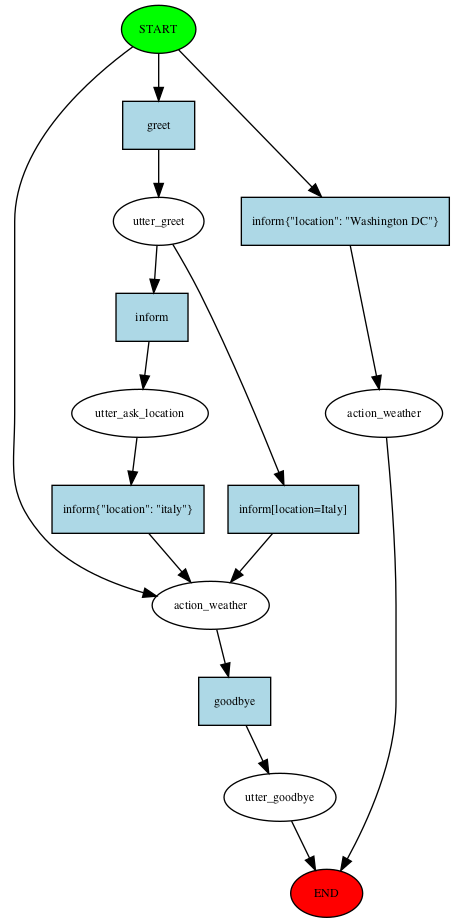 START
greet
utter_greet
inform{"location": "Washington DC"}
inform
utter_ask_location
action_weather
inform{"location": "italy"}
inform[location=Italy]
action_weather
goodbye
utter_goodbye
END